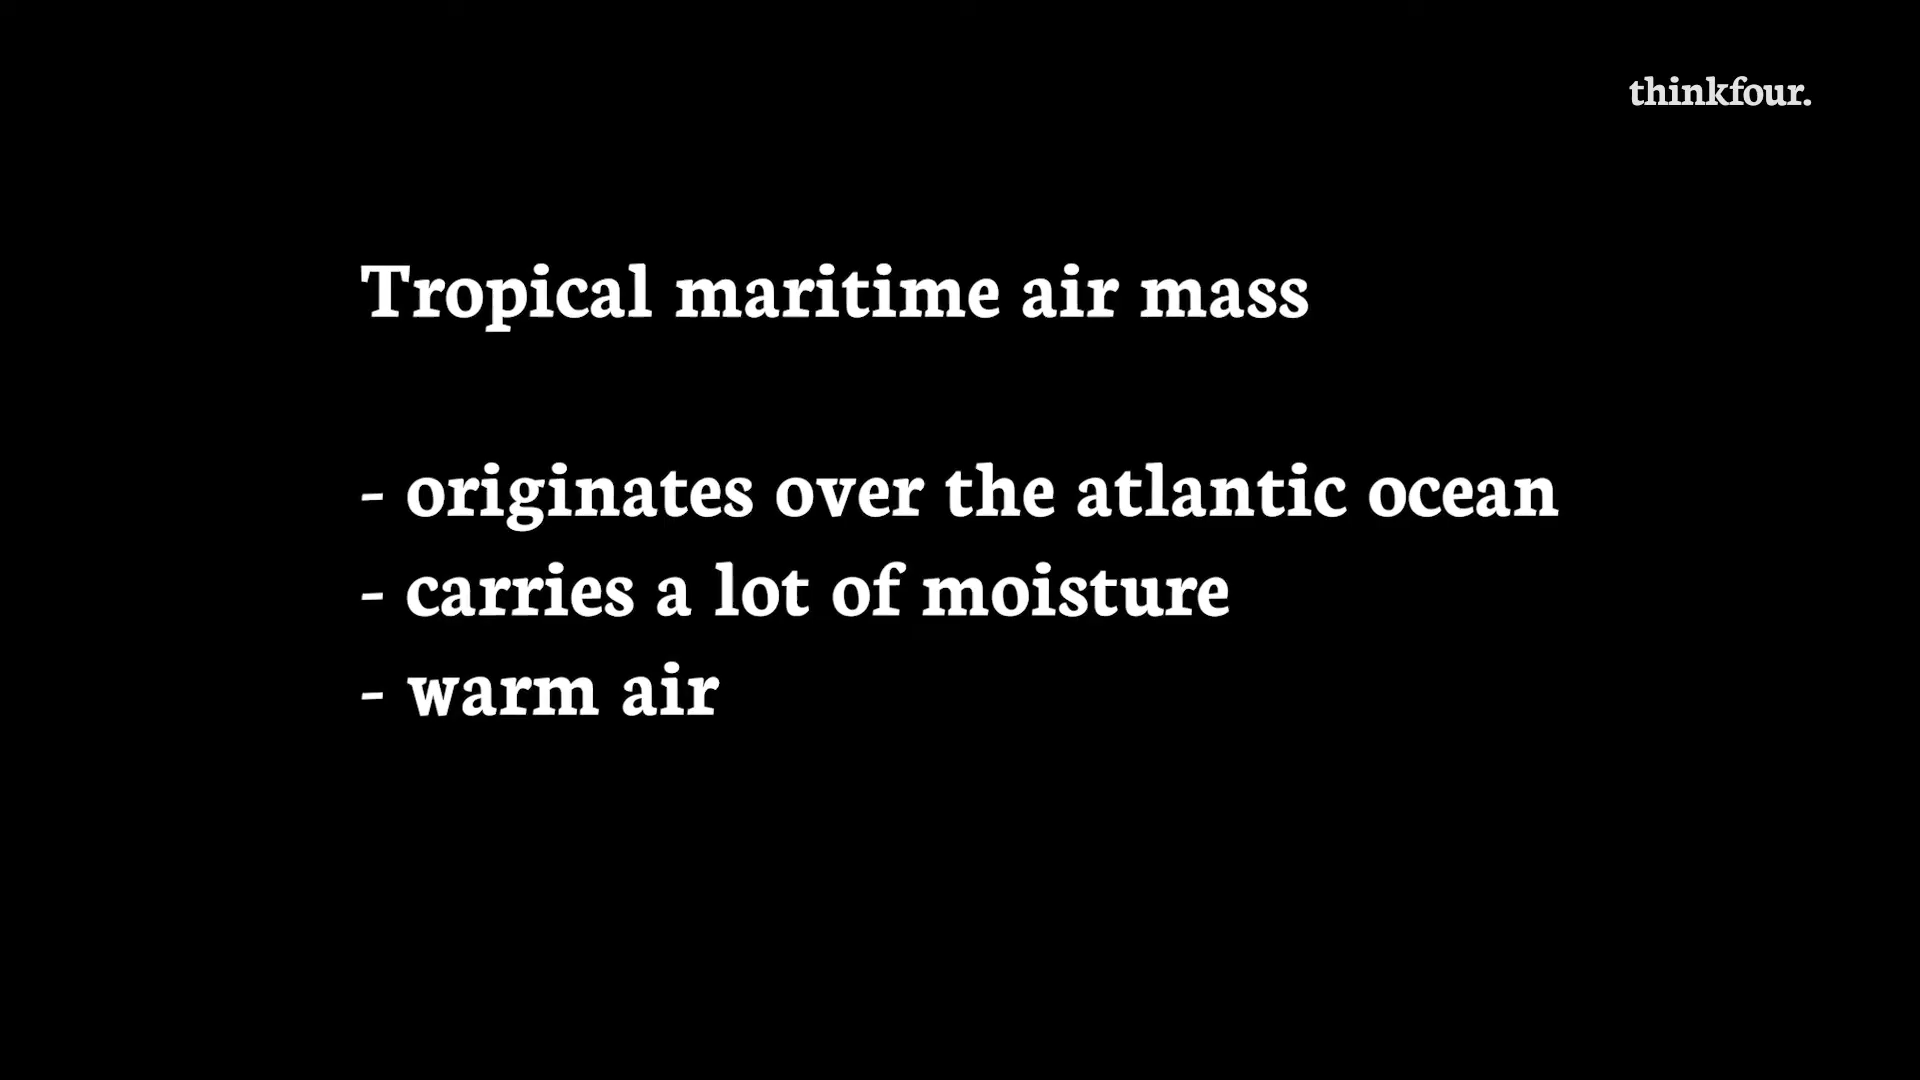 thinkfour.
Tropical maritime air mass
- originates over the atlantic ocean
- carries a lot of moisture
- warm air